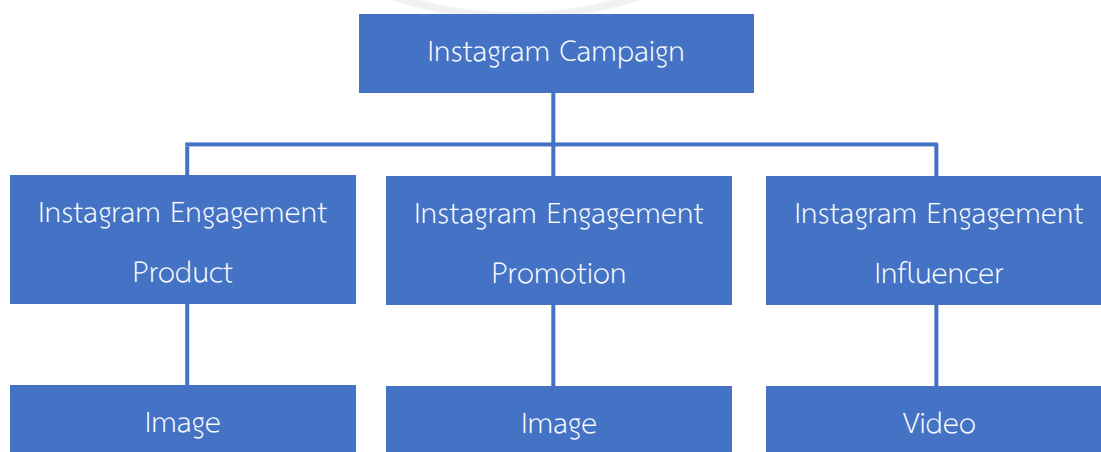 Instagram Campaign
Instagram Engagement
Product
Instagram Engagement
Promotion
Instagram Engagement
Influencer
Image
Image
Video